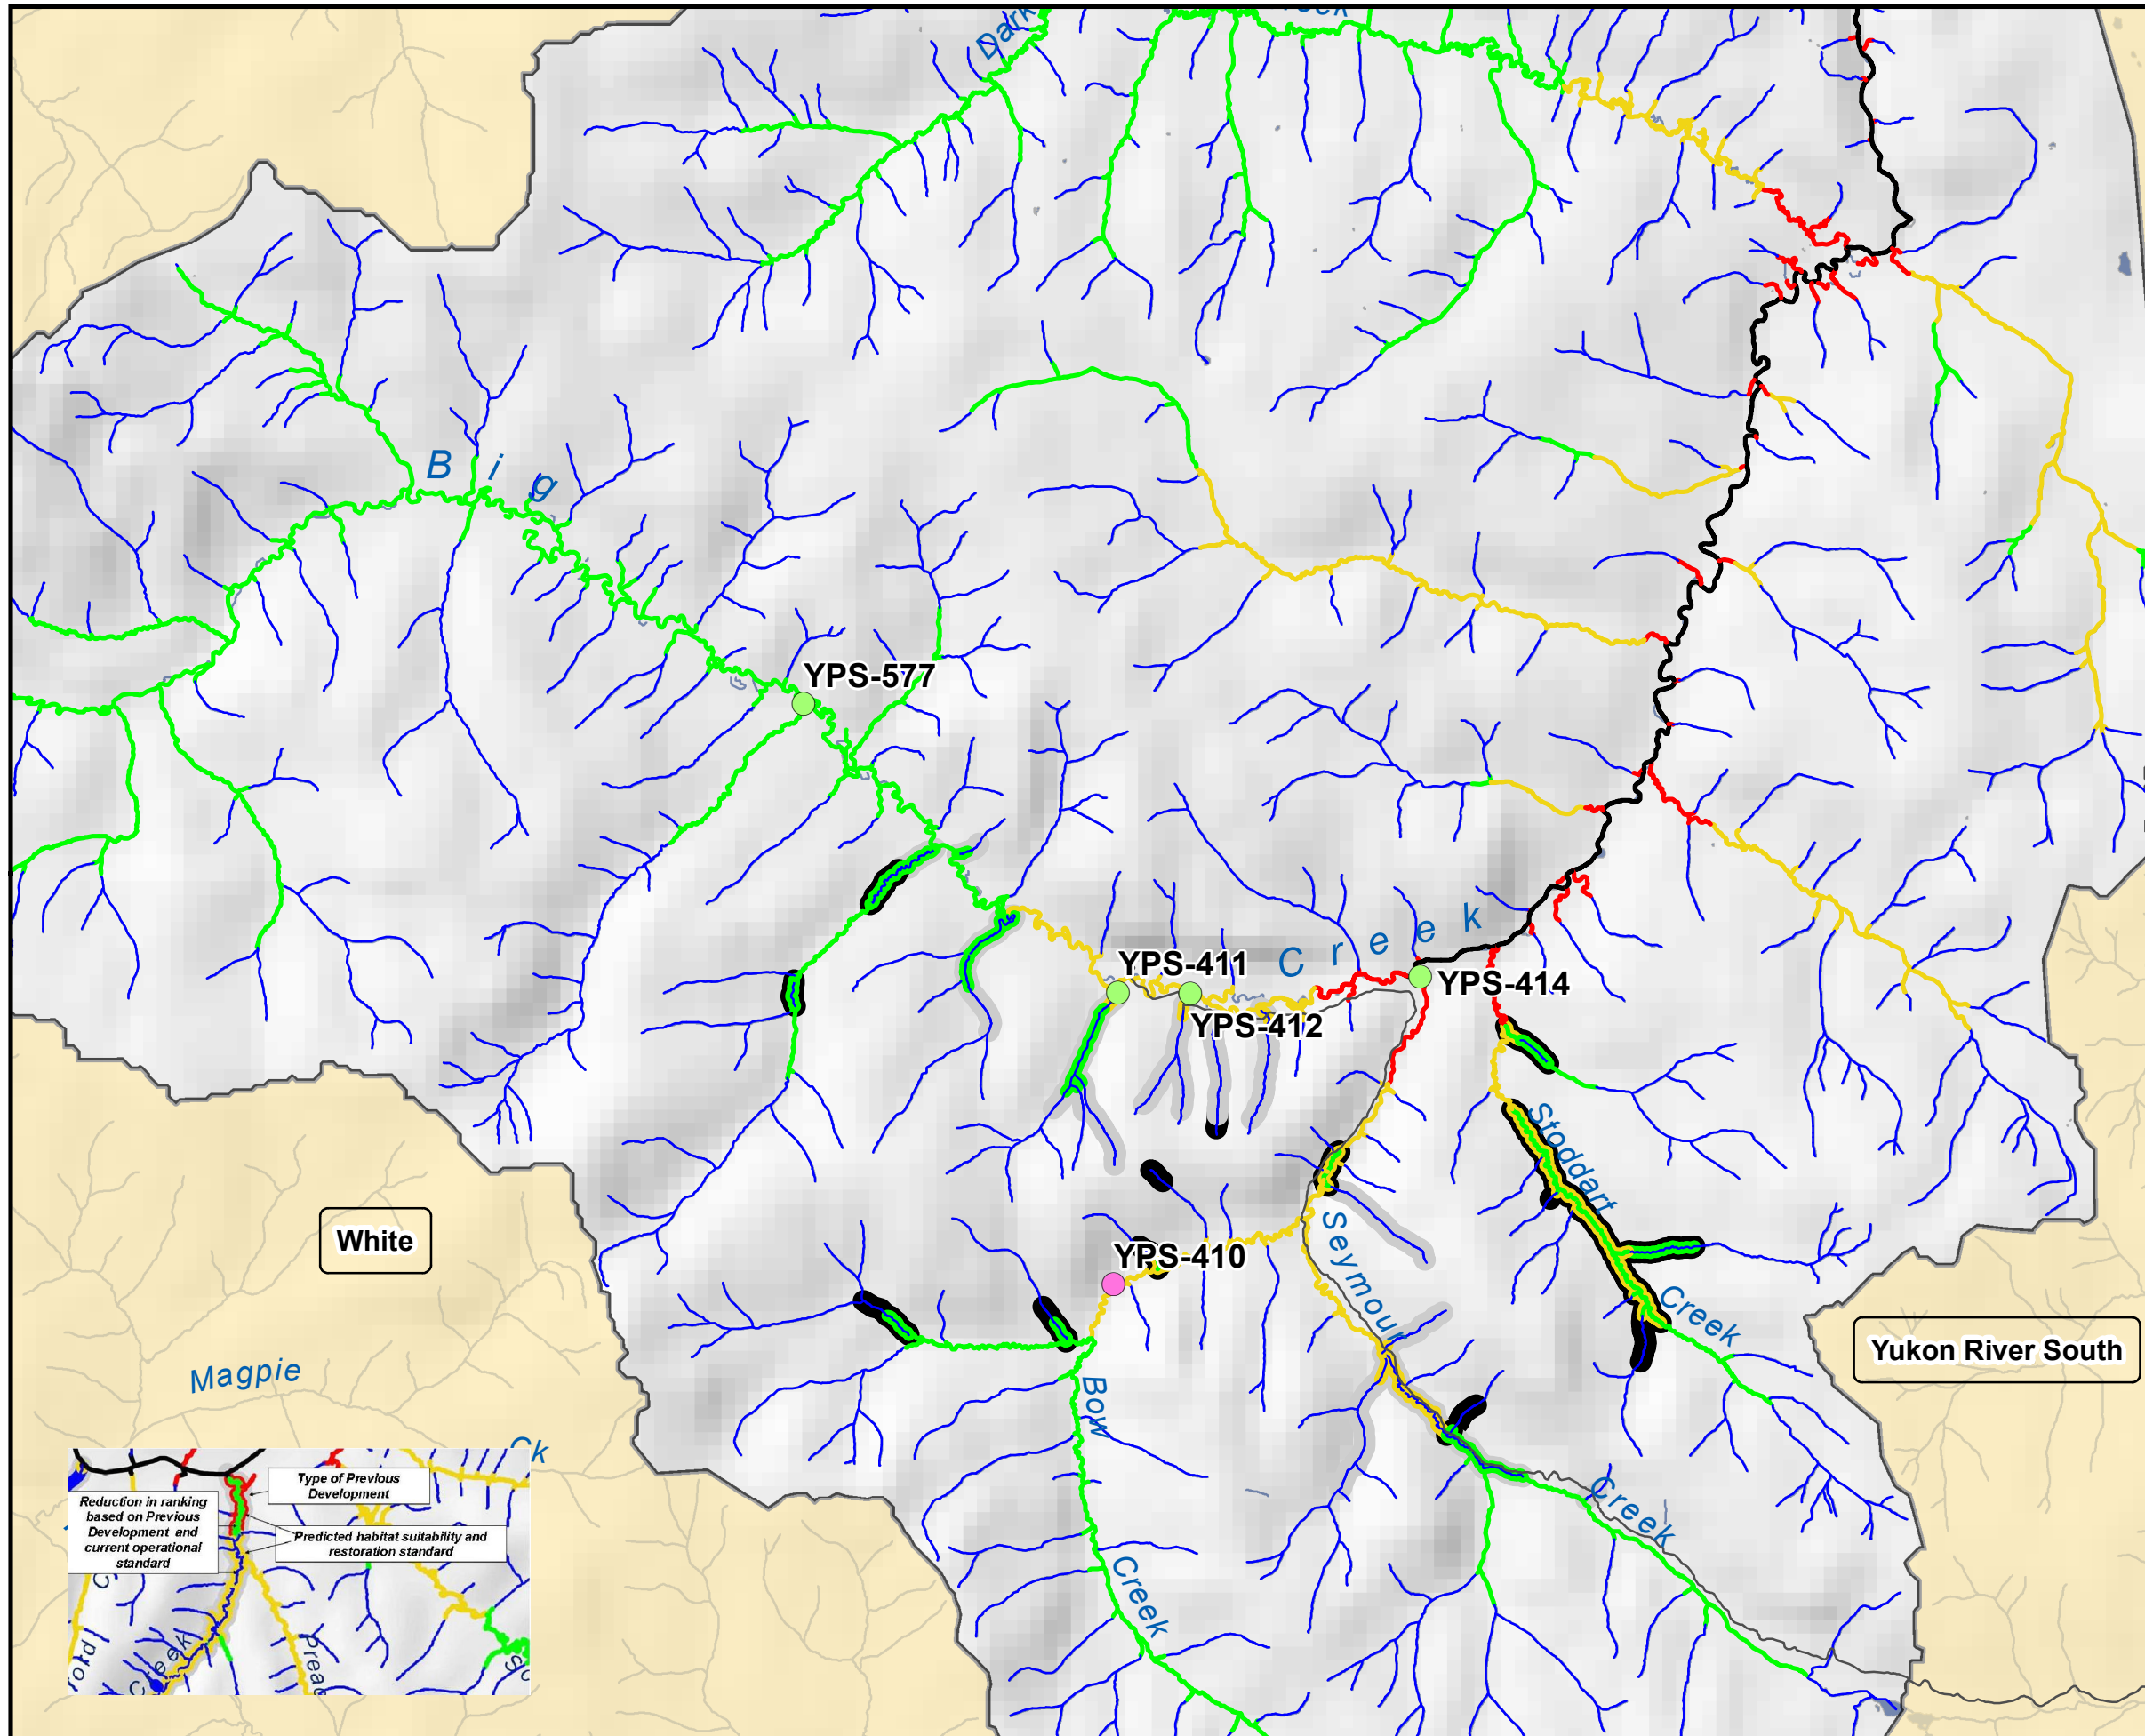 Dark
B i g
YPS-577
YPS-411
C r e e k
YPS-414
YPS-412
Stoddart
Creek
White
YPS-410
Seymour
Creek
Yukon River South
Magpie
Ck
Bow
Creek
Type of Previous
Development
Reduction in ranking
based on Previous
Development and
current operational
standard
Predicted habitat suitability and
restoration standard
Creek